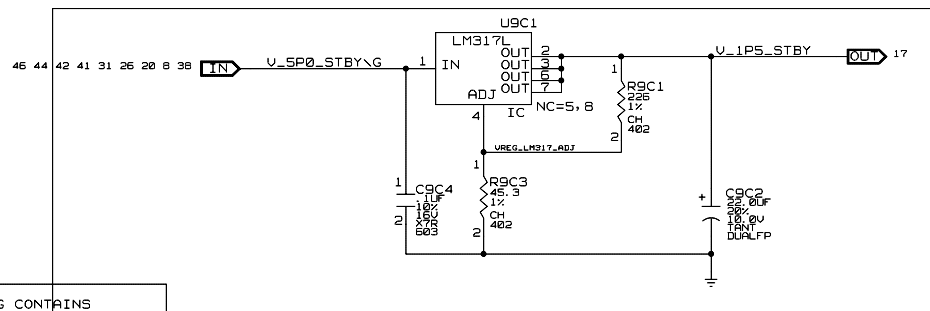 U9C1
LM317L
46 44 42 41 31 26 20 8 38 IN V_5P0_STBY\G 1 IN
OUT 2
OUT 3
OUT 6
OUT 7
V_1P5_STBY OUT 17
ADJ
4
IC NC=5,8
1 R9C1
226
1%
CH
402
2
VREG_LM317_ADJ
1 C9C4
.1UF
10%
16V
X7R
603
2
1 R9C3
45.3
1%
CH
402
2
+ C9C2
22.0UF
20%
10.0V
TANT
DUALFP
G CONTAINS